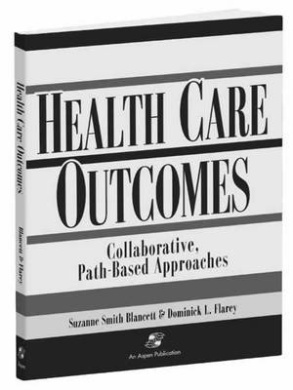 Health Care Outcomes
Blancett & Flarey
HEALTH CARE
OUTCOMES
Collaborative,
Path-Based Approaches
Suzanne Smith Blancett & Dominick L. Flarey
An Aspen Publication